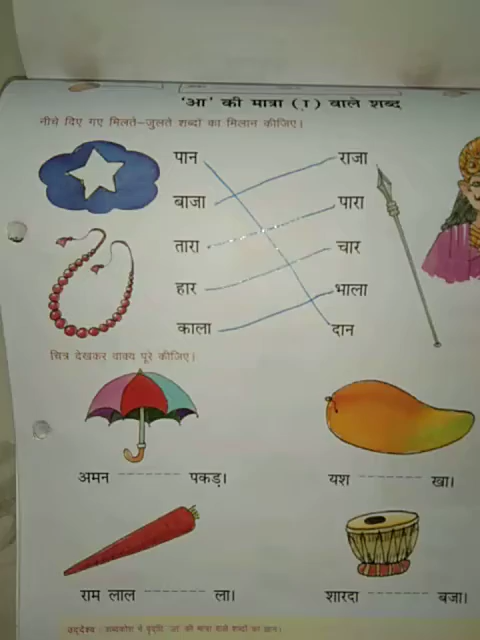 'आ' की मात्रा (ा) वाले शब्द
नीचे दिए गए मिलते-जुलते शब्दों का मिलान कीजिए।
पान राजा
बाजा पारा
तारा चार
हार भाला
काला दान
चित्र देखकर वाक्य पूरे कीजिए।
अमन ------- पकड़।
यश ------- खा।
राम लाल ------- ला।
शारदा ------- बजा।
उद्देश्य : शब्दकोश में वृद्धि 'आ' की मात्रा वाले शब्दों का ज्ञान।